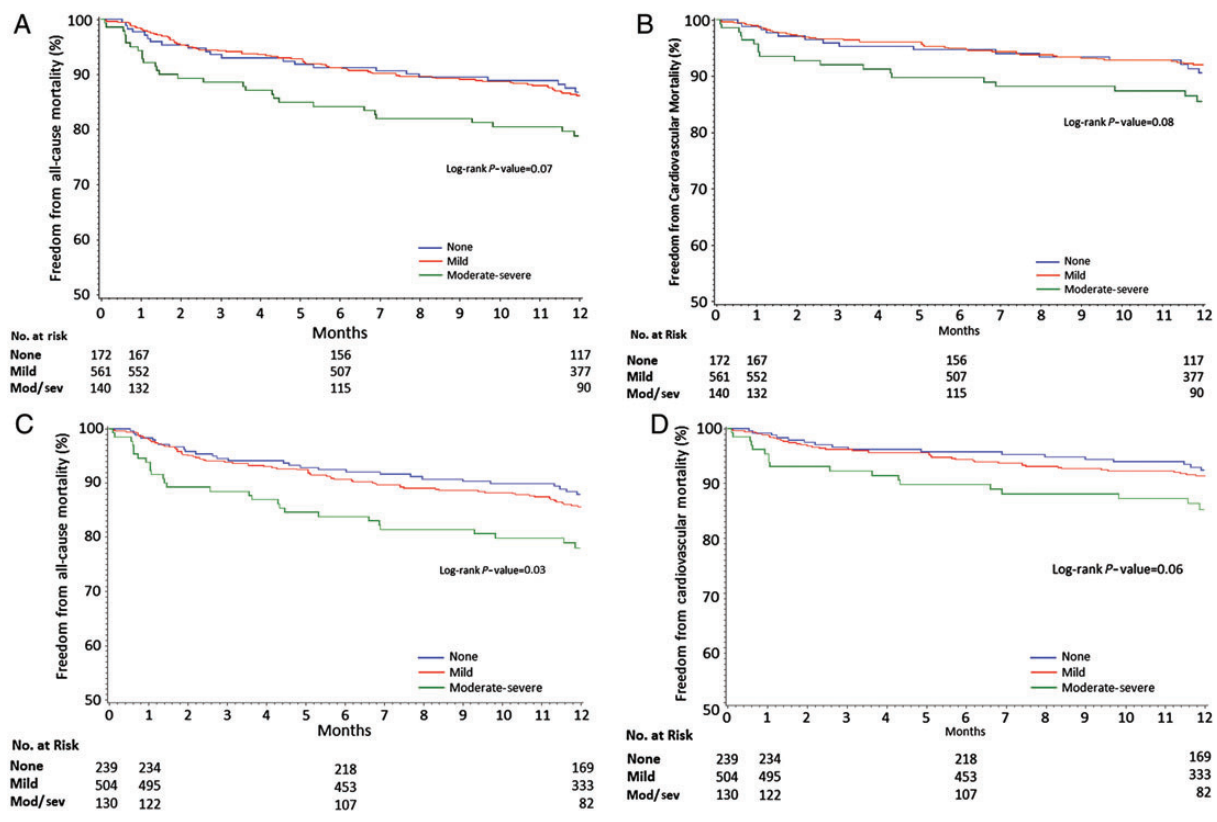 A
Freedom from all-cause mortality (%)
100
90
80
70
60
50
Log-rank P-value=0.07
None
Mild
Moderate-severe
0 1 2 3 4 5 6 7 8 9 10 11 12
Months
No. at risk
None 172 167 156 117
Mild 561 552 507 377
Mod/sev 140 132 115 90
B
Freedom from Cardiovascular Mortality (%)
100
90
80
70
60
50
Log-rank P-value=0.08
None
Mild
Moderate-severe
0 1 2 3 4 5 6 7 8 9 10 11 12
Months
No. at Risk
None 172 167 156 117
Mild 561 552 507 377
Mod/sev 140 132 115 90
C
Freedom from all-cause mortality (%)
100
90
80
70
60
50
Log-rank P-value=0.03
None
Mild
Moderate-severe
0 1 2 3 4 5 6 7 8 9 10 11 12
Months
No. at Risk
None 239 234 218 169
Mild 504 495 453 333
Mod/sev 130 122 107 82
D
Freedom from cardiovascular mortality (%)
100
90
80
70
60
50
Log-rank P-value=0.06
None
Mild
Moderate-severe
0 1 2 3 4 5 6 7 8 9 10 11 12
Months
No. at Risk
None 239 234 218 169
Mild 504 495 453 333
Mod/sev 130 122 107 82